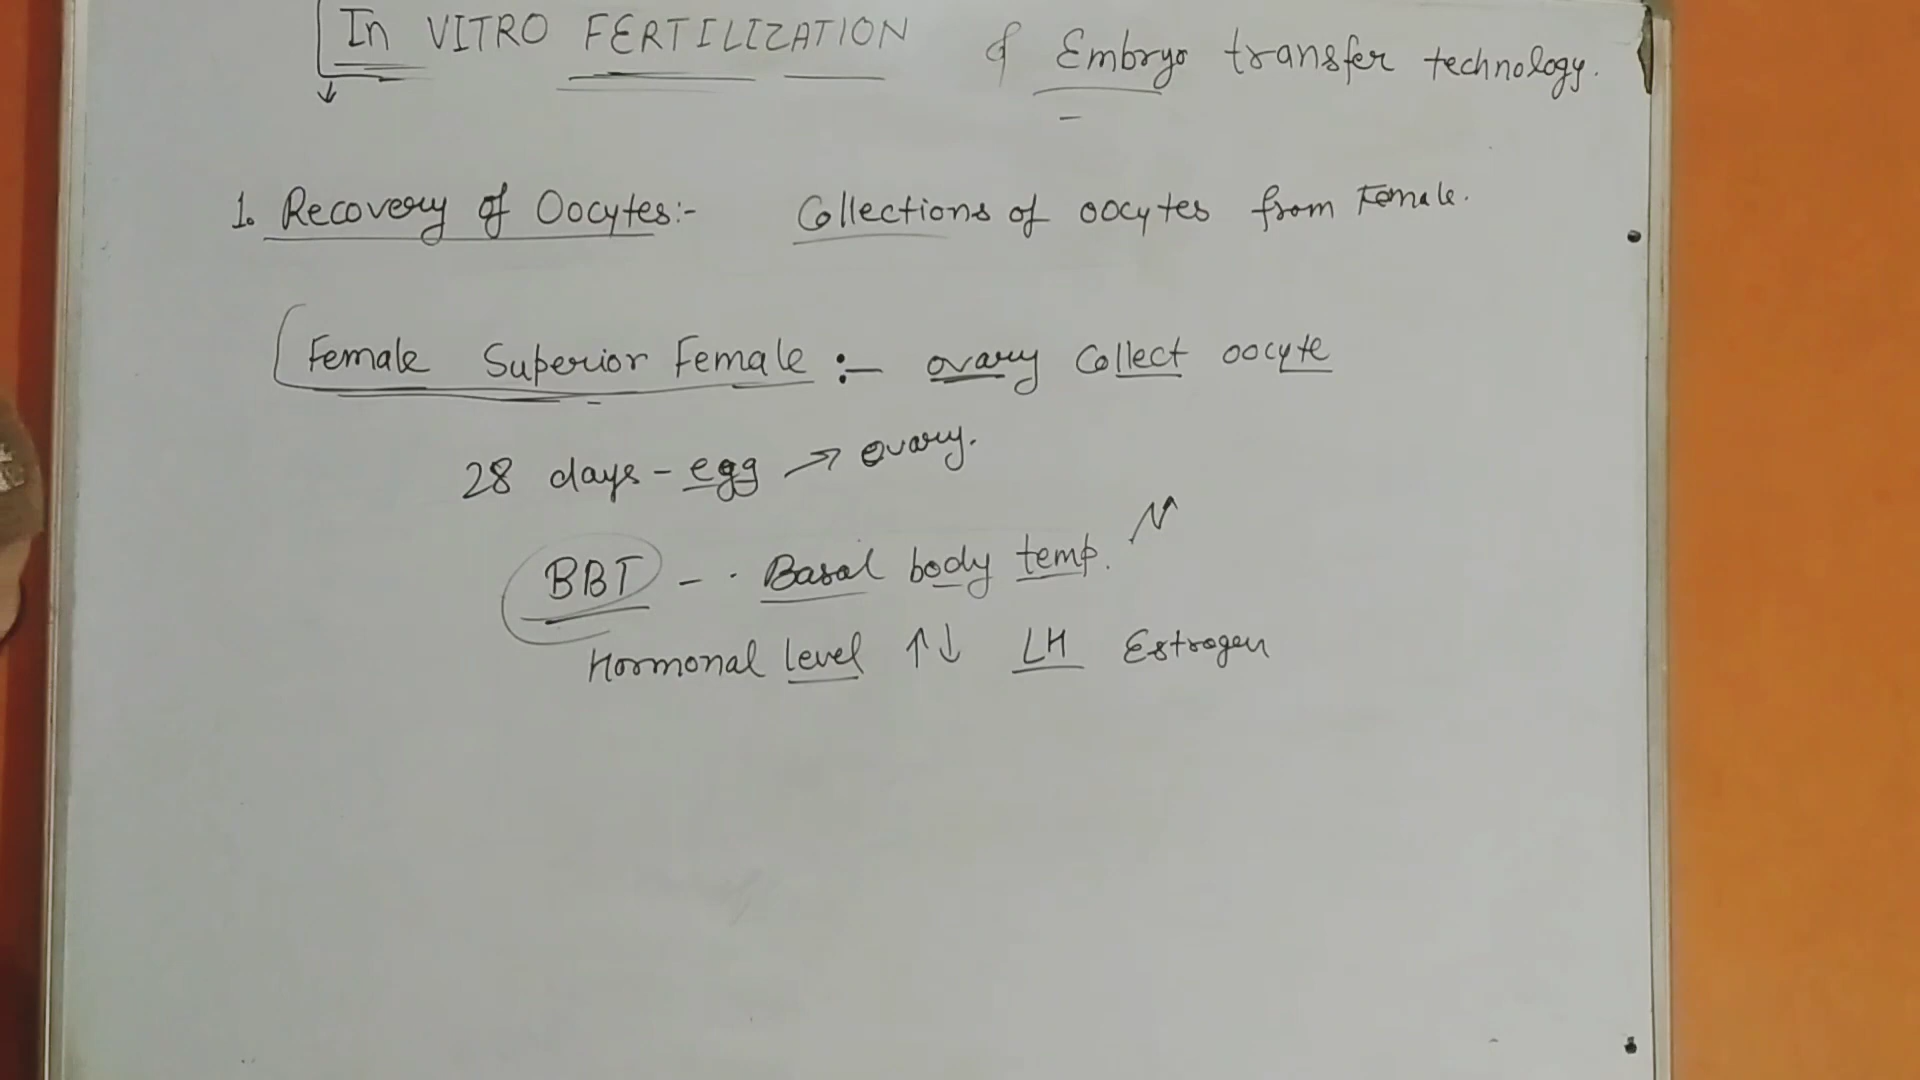 In VITRO FERTILIZATION & Embryo transfer technology.
1. Recovery of Oocytes:- Collections of oocytes from Female.
Female Superior Female :- ovary Collect oocyte
28 days - egg → ovary.
BBT - . Basal body temp.
Hormonal level ↑↓ LH Estrogen